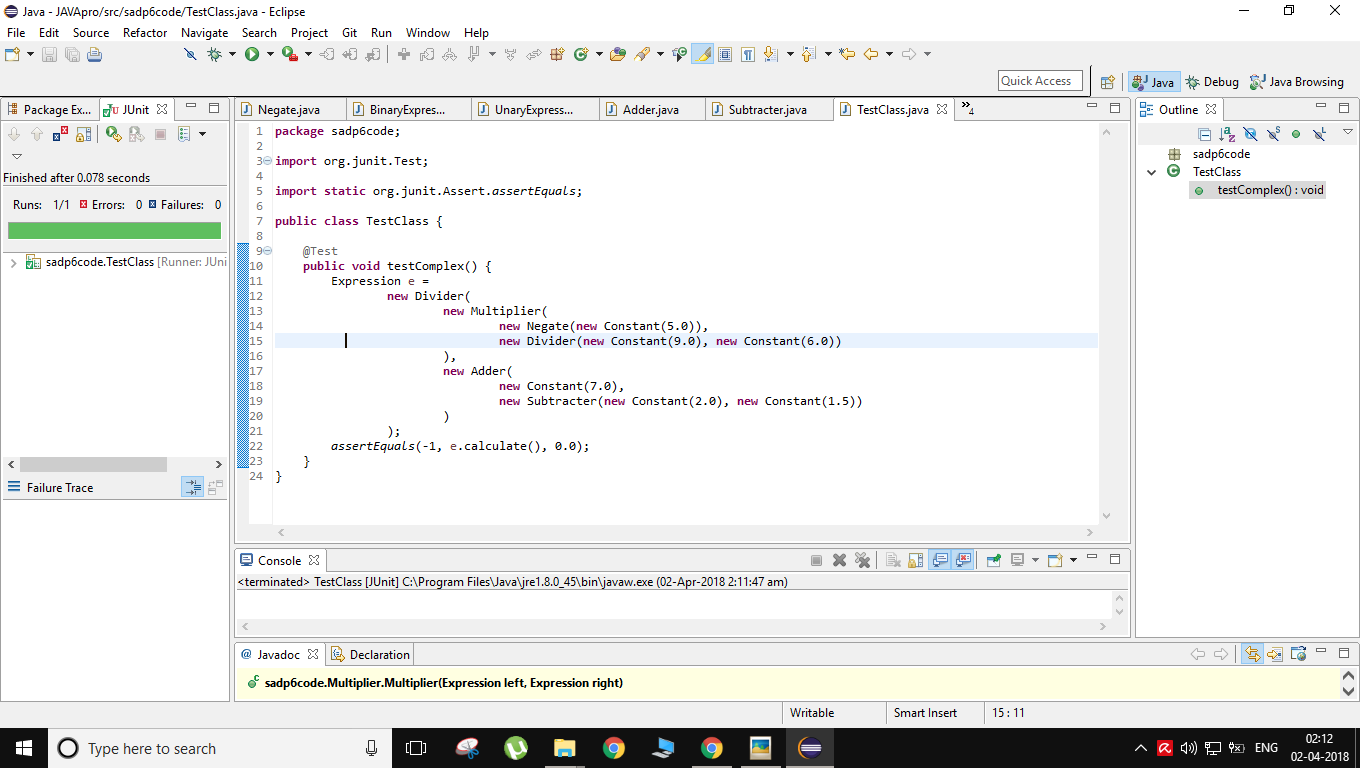 Java - JAVApro/src/sadp6code/TestClass.java - Eclipse
File Edit Source Refactor Navigate Search Project Git Run Window Help
Quick Access Java Debug Java Browsing
Package Ex... JUnit
Finished after 0.078 seconds
Runs: 1/1 Errors: 0 Failures: 0
sadp6code.TestClass [Runner: JUni
Failure Trace
Negate.java BinaryExpres... UnaryExpress... Adder.java Subtracter.java TestClass.java »4
1 package sadp6code;
2
3 import org.junit.Test;
4
5 import static org.junit.Assert.assertEquals;
6
7 public class TestClass {
8
9 @Test
10 public void testComplex() {
11 Expression e =
12 new Divider(
13 new Multiplier(
14 new Negate(new Constant(5.0)),
15 new Divider(new Constant(9.0), new Constant(6.0))
16 ),
17 new Adder(
18 new Constant(7.0),
19 new Subtracter(new Constant(2.0), new Constant(1.5))
20 )
21 );
22 assertEquals(-1, e.calculate(), 0.0);
23 }
24 }
Outline
sadp6code
TestClass
testComplex() : void
Console
<terminated> TestClass [JUnit] C:\Program Files\Java\jre1.8.0_45\bin\javaw.exe (02-Apr-2018 2:11:47 am)
@ Javadoc Declaration
sadp6code.Multiplier.Multiplier(Expression left, Expression right)
Writable Smart Insert 15 : 11
Type here to search
ENG
02:12
02-04-2018